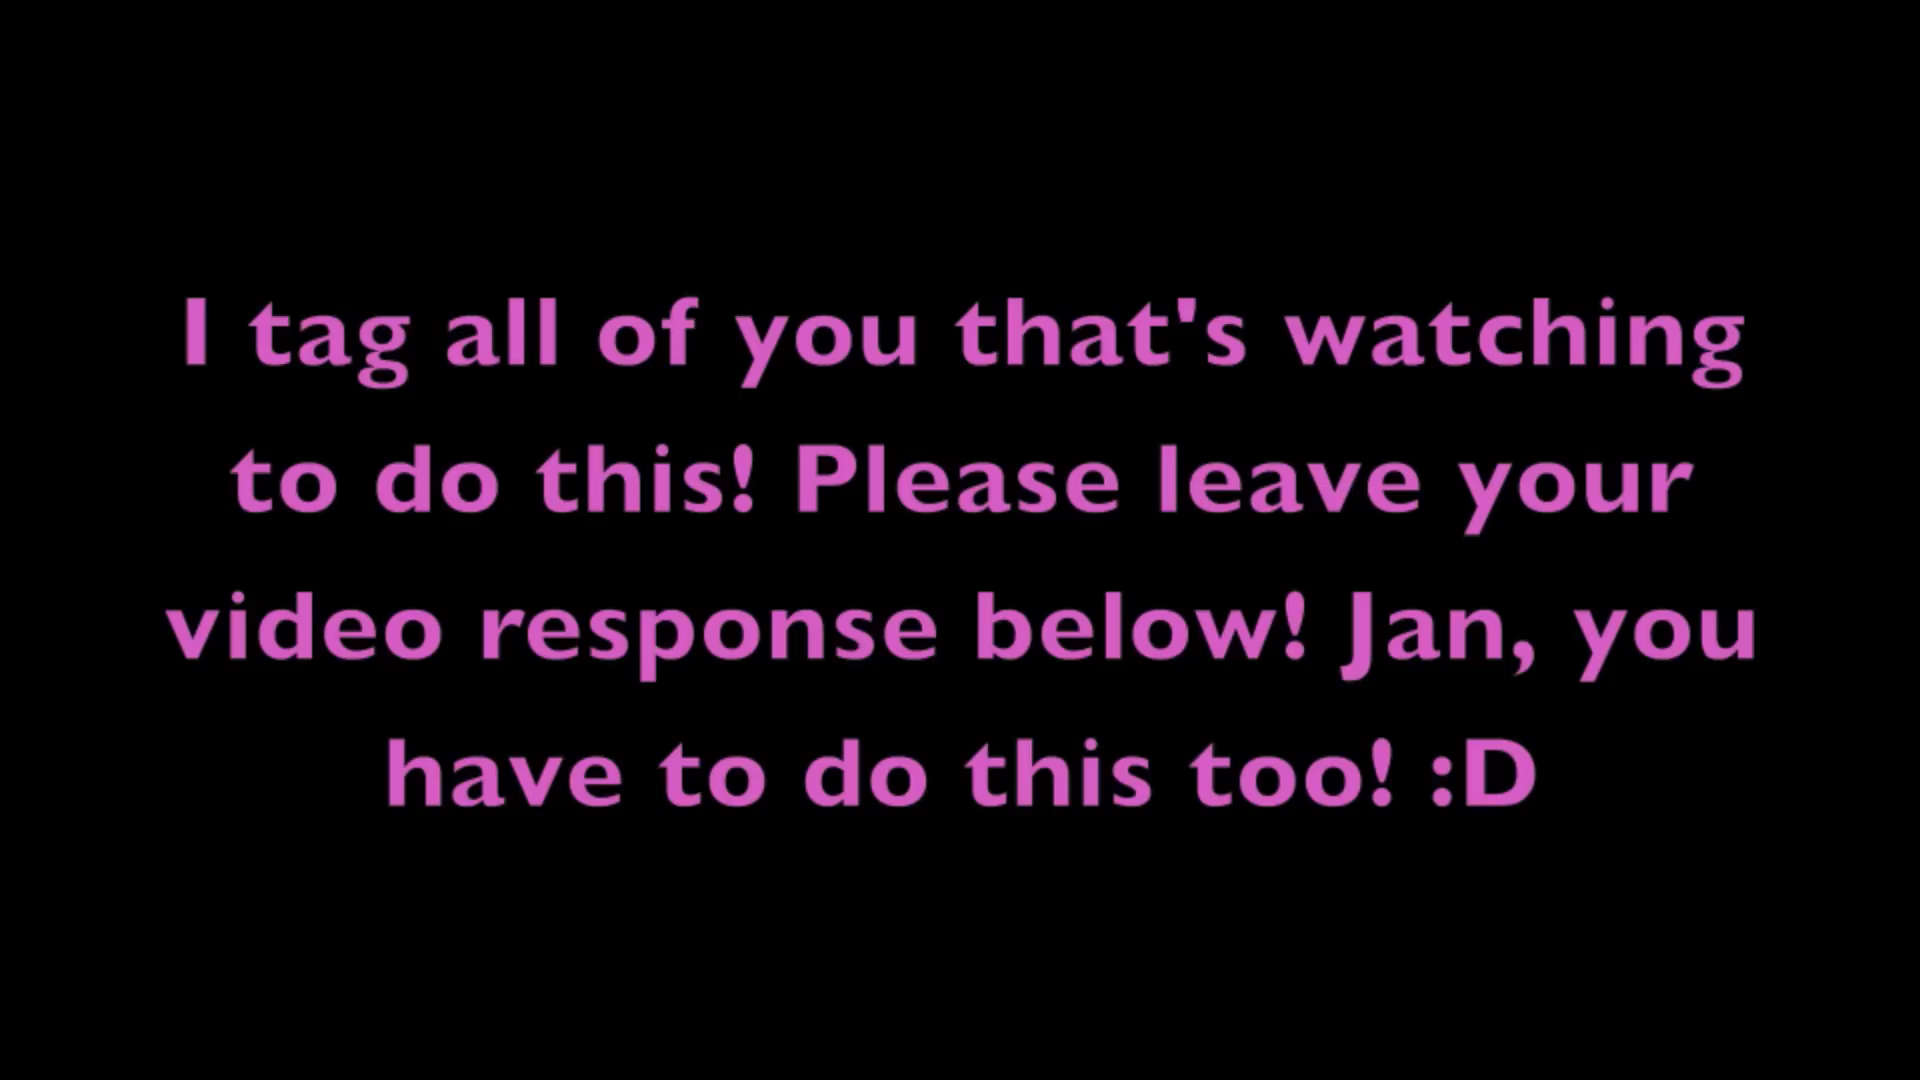 I tag all of you that's watching
to do this! Please leave your
video response below! Jan, you
have to do this too! :D